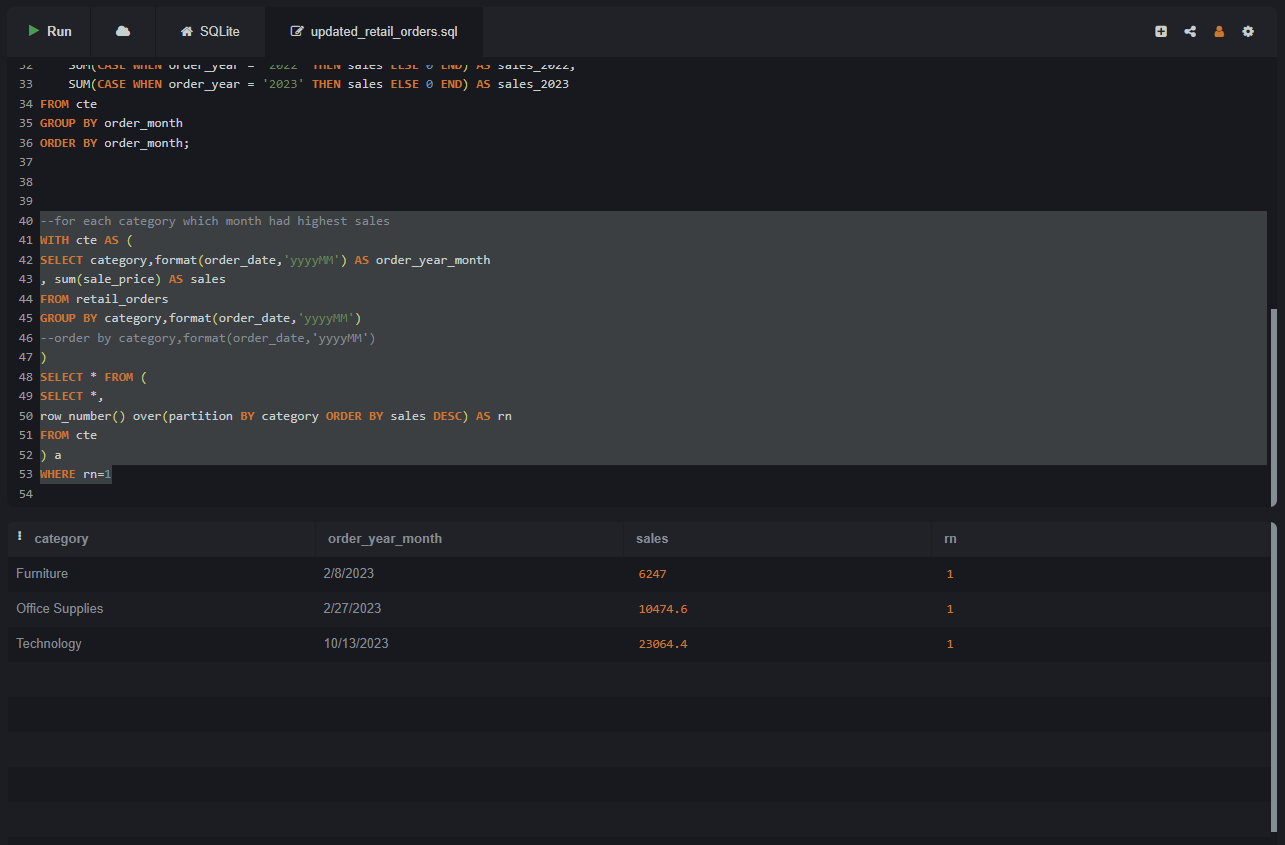 Run
SQLite
updated_retail_orders.sql
32 SUM(CASE WHEN order_year = '2022' THEN sales ELSE 0 END) AS sales_2022,
33 SUM(CASE WHEN order_year = '2023' THEN sales ELSE 0 END) AS sales_2023
34 FROM cte
35 GROUP BY order_month
36 ORDER BY order_month;
37
38
39
40 --for each category which month had highest sales
41 WITH cte AS (
42 SELECT category,format(order_date,'yyyyMM') AS order_year_month
43 , sum(sale_price) AS sales
44 FROM retail_orders
45 GROUP BY category,format(order_date,'yyyyMM')
46 --order by category,format(order_date,'yyyyMM')
47 )
48 SELECT * FROM (
49 SELECT *,
50 row_number() over(partition BY category ORDER BY sales DESC) AS rn
51 FROM cte
52 ) a
53 WHERE rn=1
54
category order_year_month sales rn
Furniture 2/8/2023 6247 1
Office Supplies 2/27/2023 10474.6 1
Technology 10/13/2023 23064.4 1